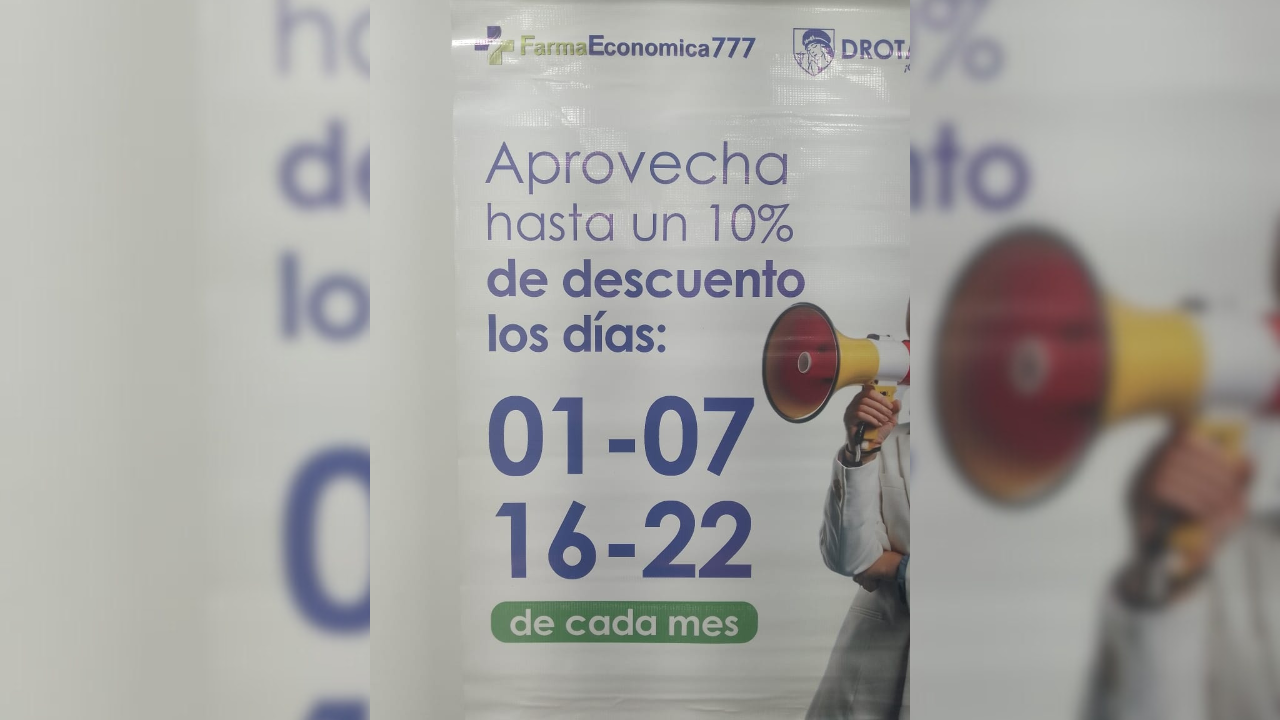 FarmaEconomica777
Aprovecha
hasta un 10%
de descuento
los días:
01-07
16-22
de cada mes